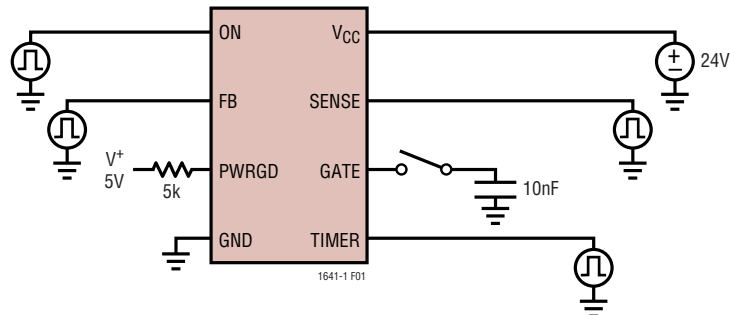 ON
VCC
24V
+
–
FB
SENSE
V+
5V
5k
PWRGD
GATE
10nF
GND
TIMER
1641-1 F01